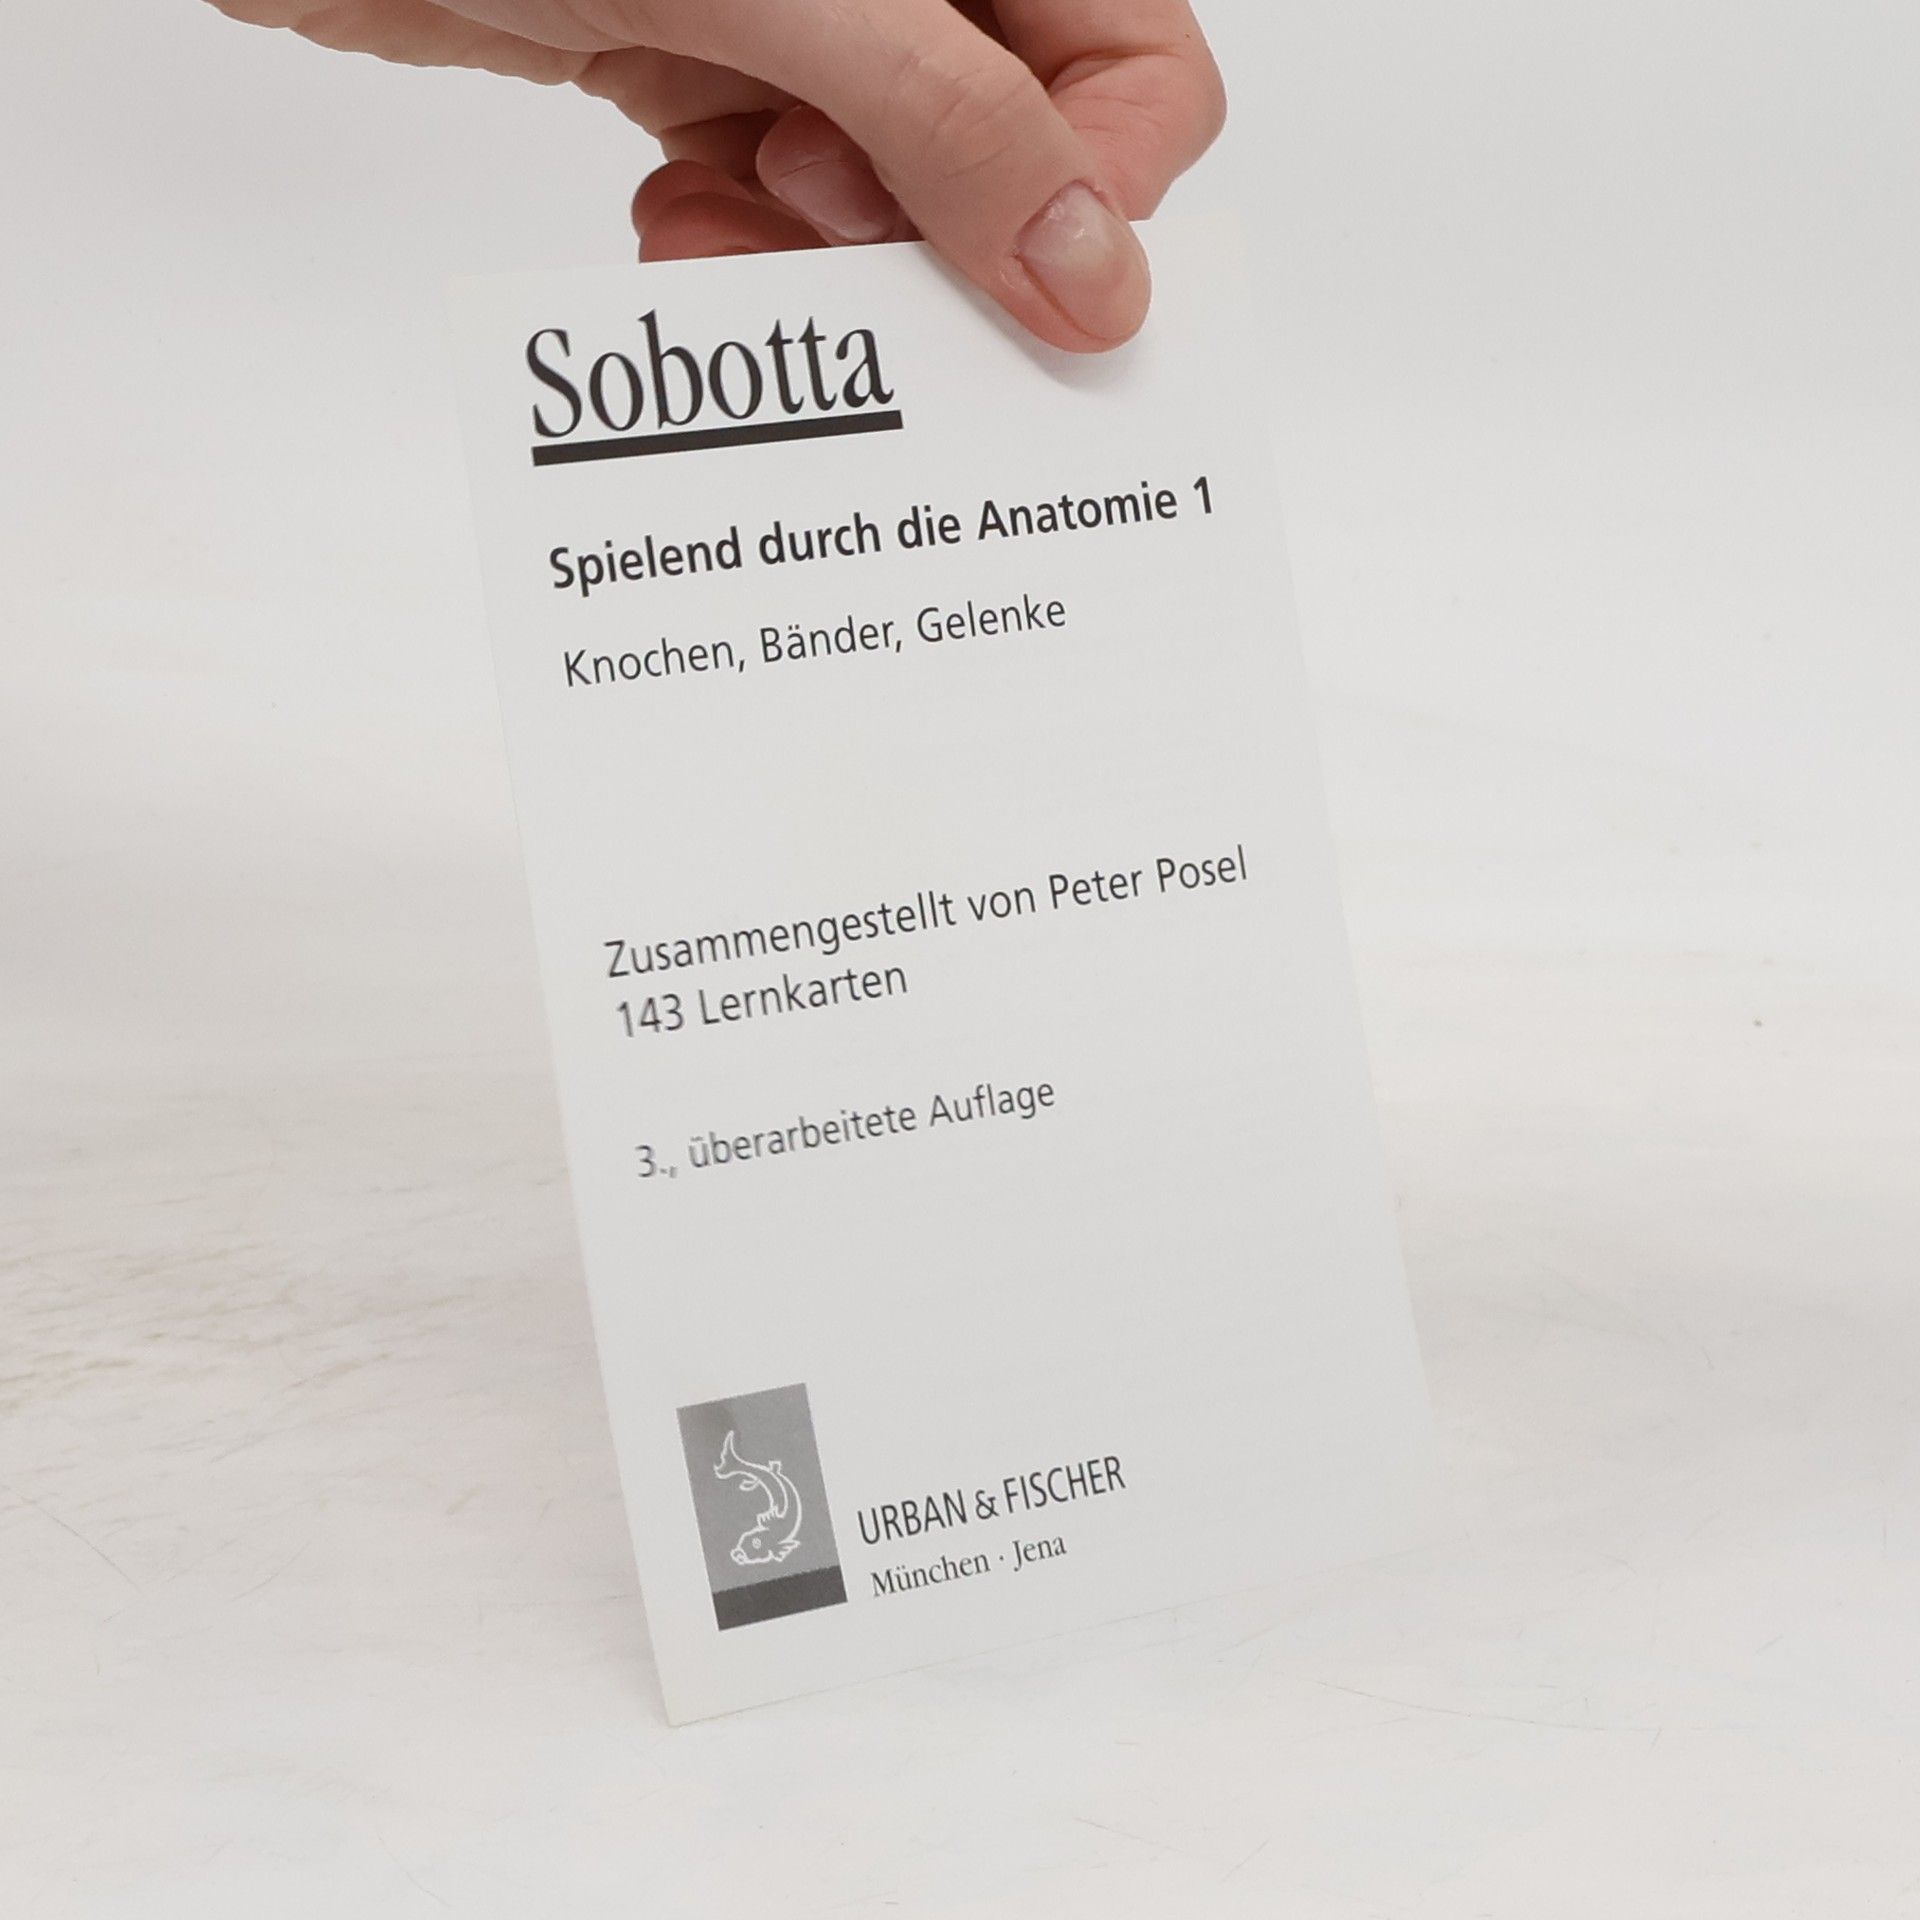 Sobotta
Spielend durch die Anatomie 1
Knochen, Bänder, Gelenke
Zusammengestellt von Peter Posel
143 Lernkarten
3., überarbeitete Auflage
URBAN & FISCHER
München · Jena